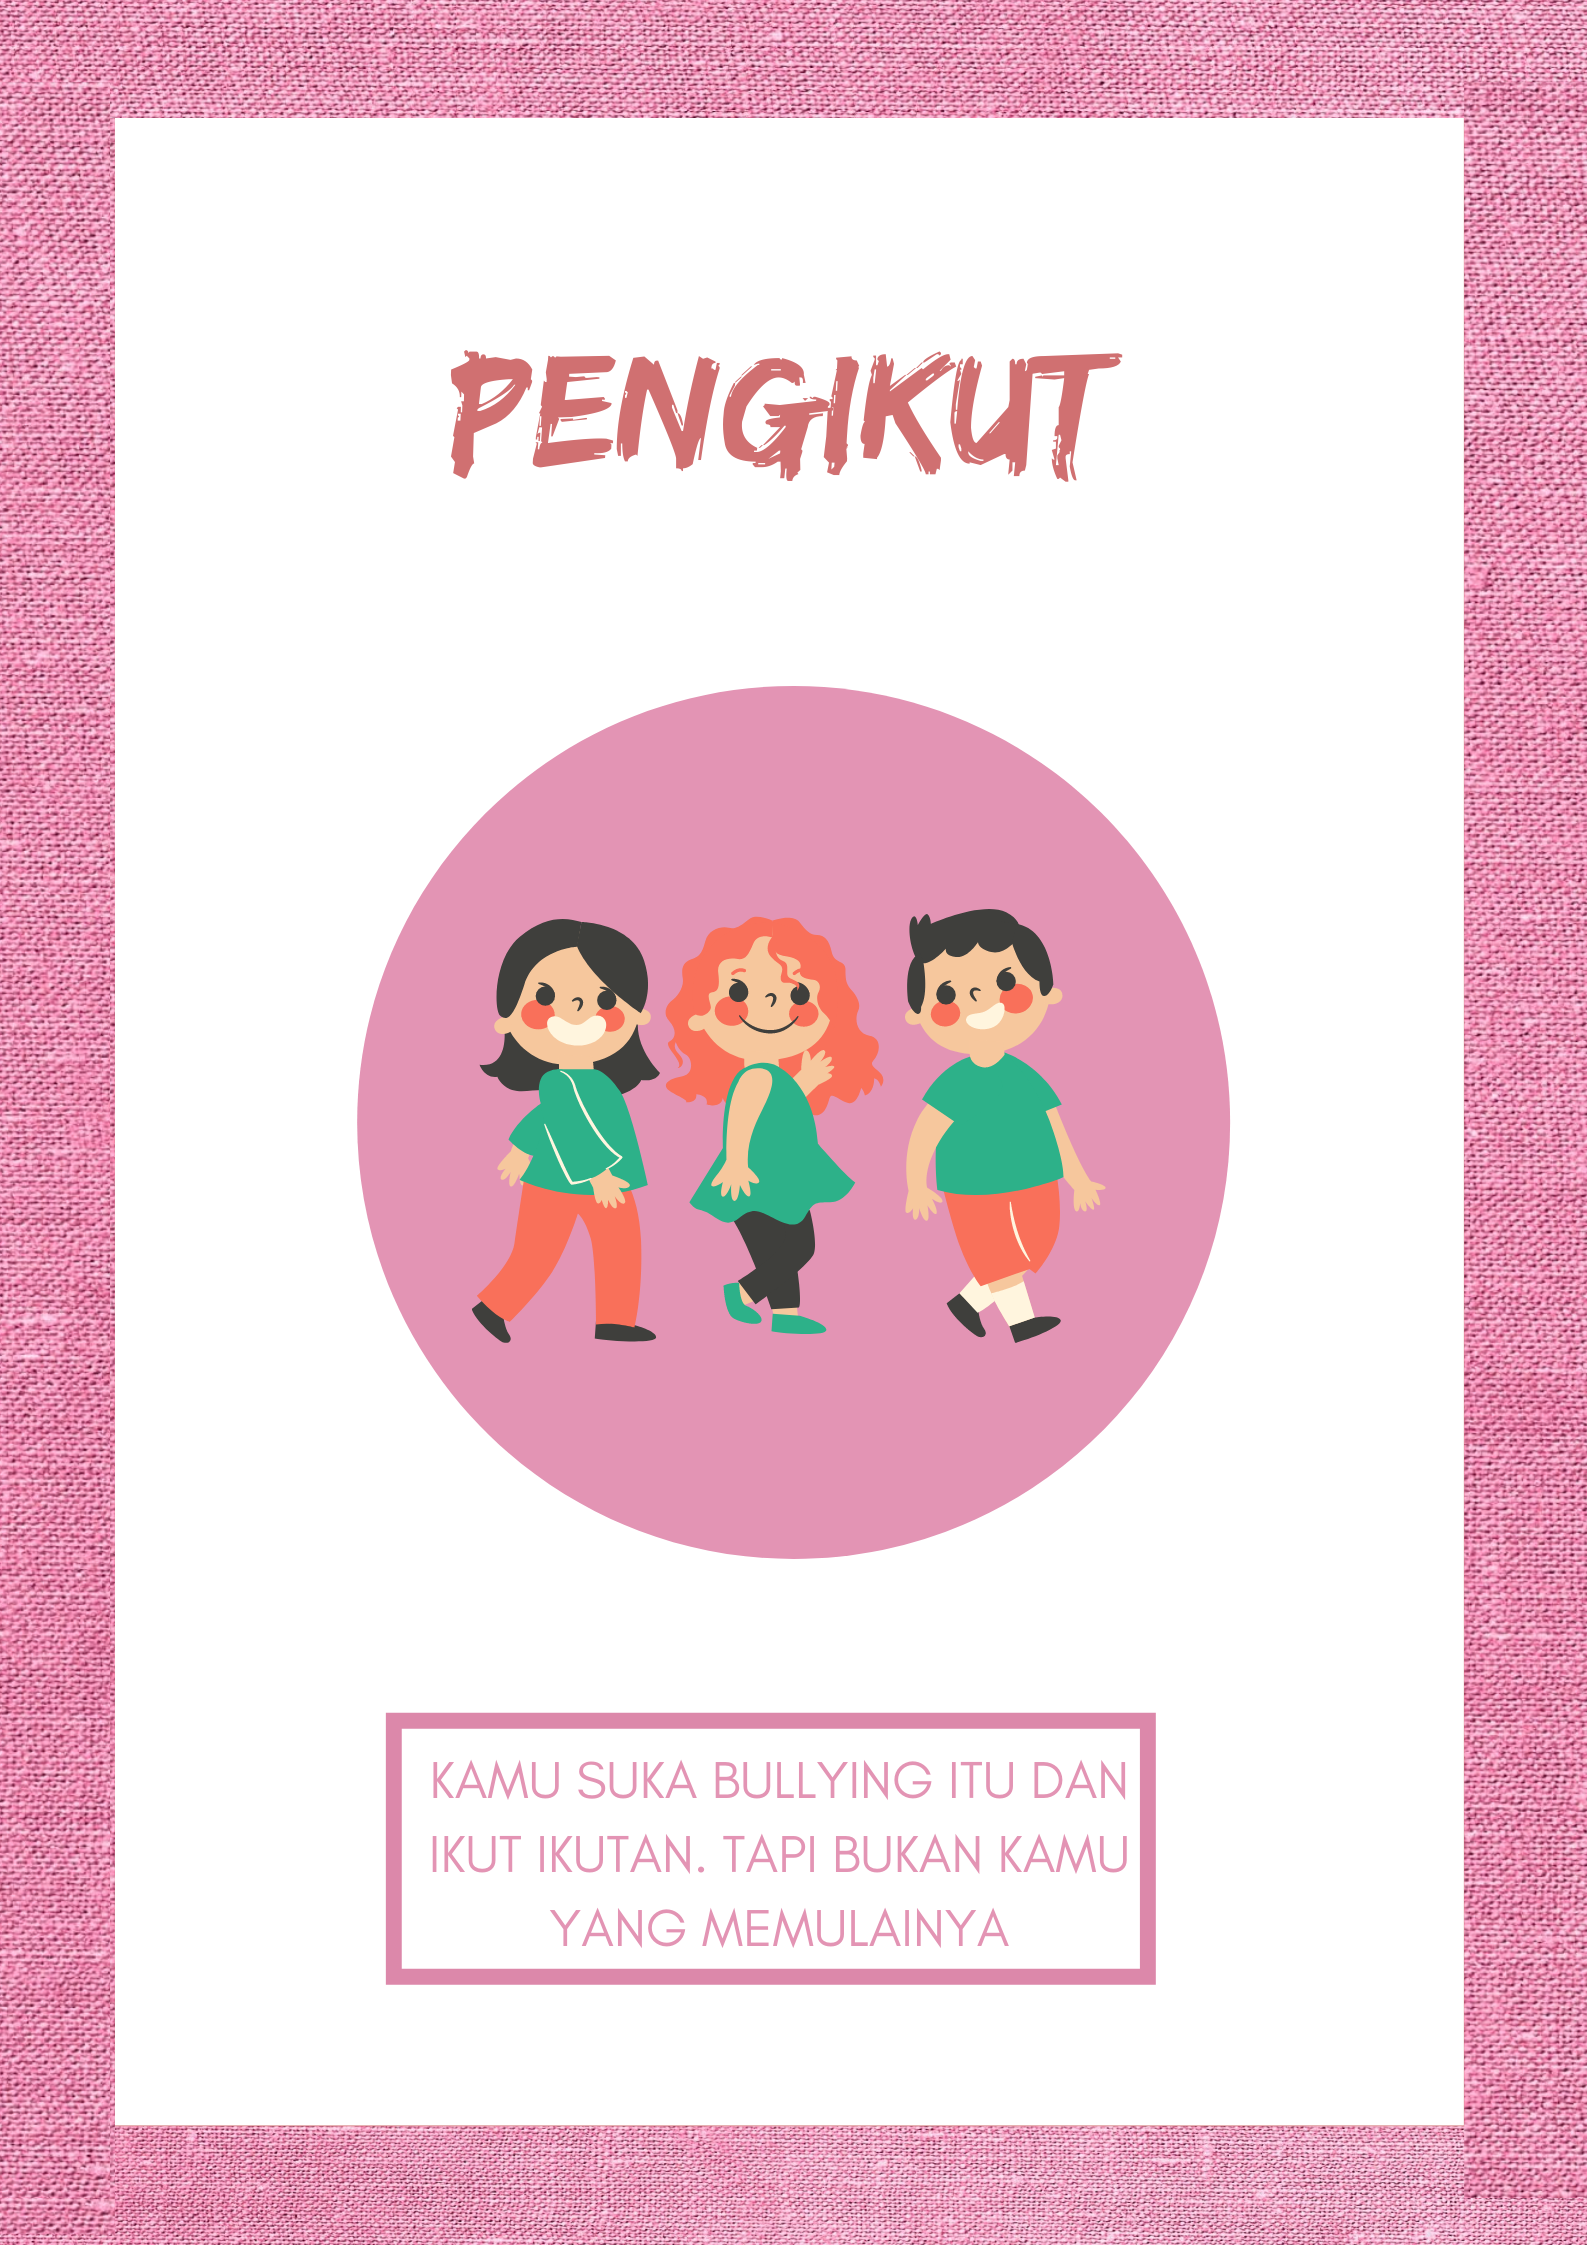 PENGIKUT
KAMU SUKA BULLYING ITU DAN
IKUT IKUTAN. TAPI BUKAN KAMU
YANG MEMULAINYA